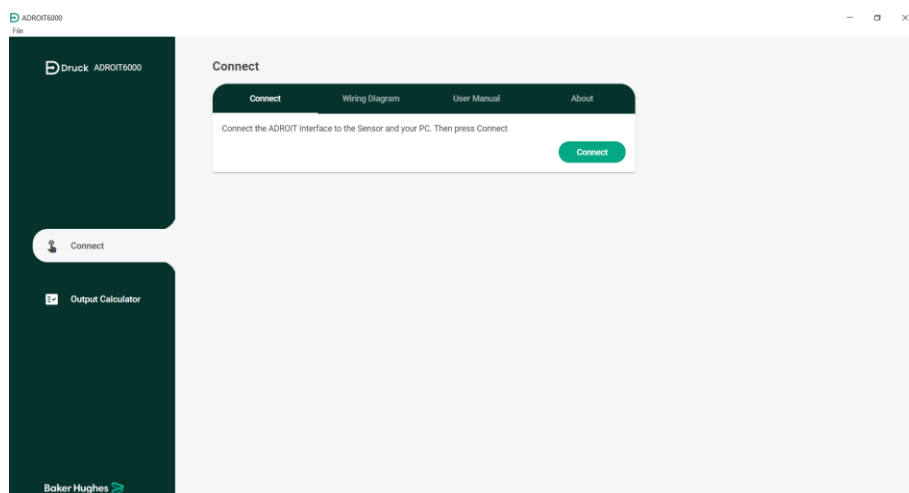 ADROIT6000
File
Druck ADROIT6000
Connect
Connect Wiring Diagram User Manual About
Connect the ADROIT Interface to the Sensor and your PC. Then press Connect
Connect
Connect
Output Calculator
Baker Hughes